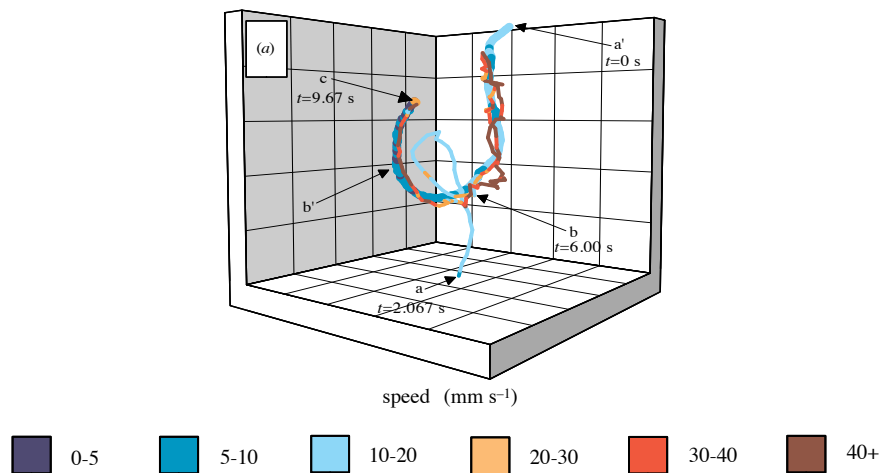 (a)
a'
t=0 s
c
t=9.67 s
b'
b
t=6.00 s
a
t=2.067 s
speed (mm s⁻¹)
0-5 5-10 10-20 20-30 30-40 40+